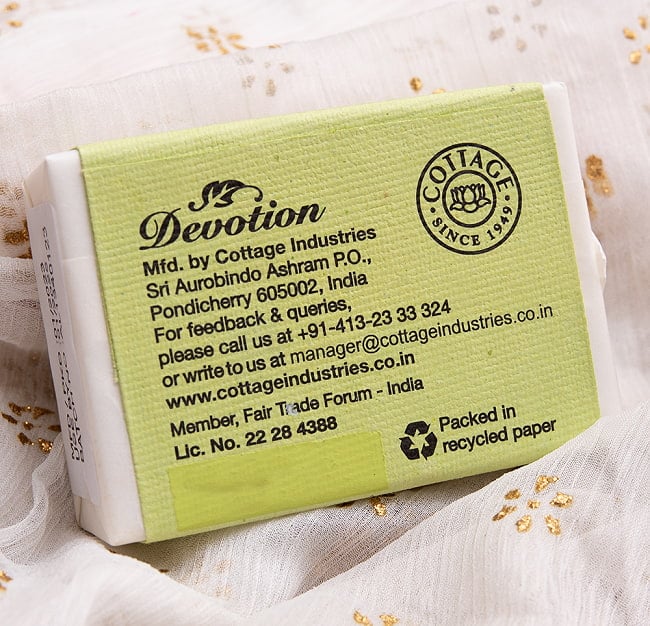 Devotion
Mfd. by Cottage Industries
Sri Aurobindo Ashram P.O.,
Pondicherry 605002, India
For feedback & queries,
please call us at +91-413-23 33 324
or write to us at manager@cottageindustries.co.in
www.cottageindustries.co.in
Member, Fair Trade Forum - India
Lic. No. 22 28 4388
COTTAGE
• SINCE 1949 •
Packed in
recycled paper